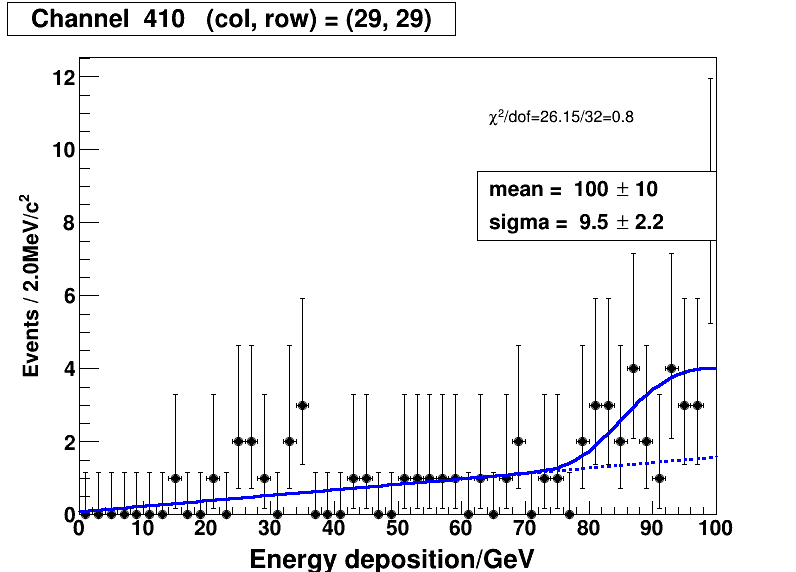 Channel 410 (col, row) = (29, 29)
χ²/dof=26.15/32=0.8
mean = 100 ± 10
sigma = 9.5 ± 2.2
Events / 2.0MeV/c²
12
10
8
6
4
2
0
0 10 20 30 40 50 60 70 80 90 100
Energy deposition/GeV